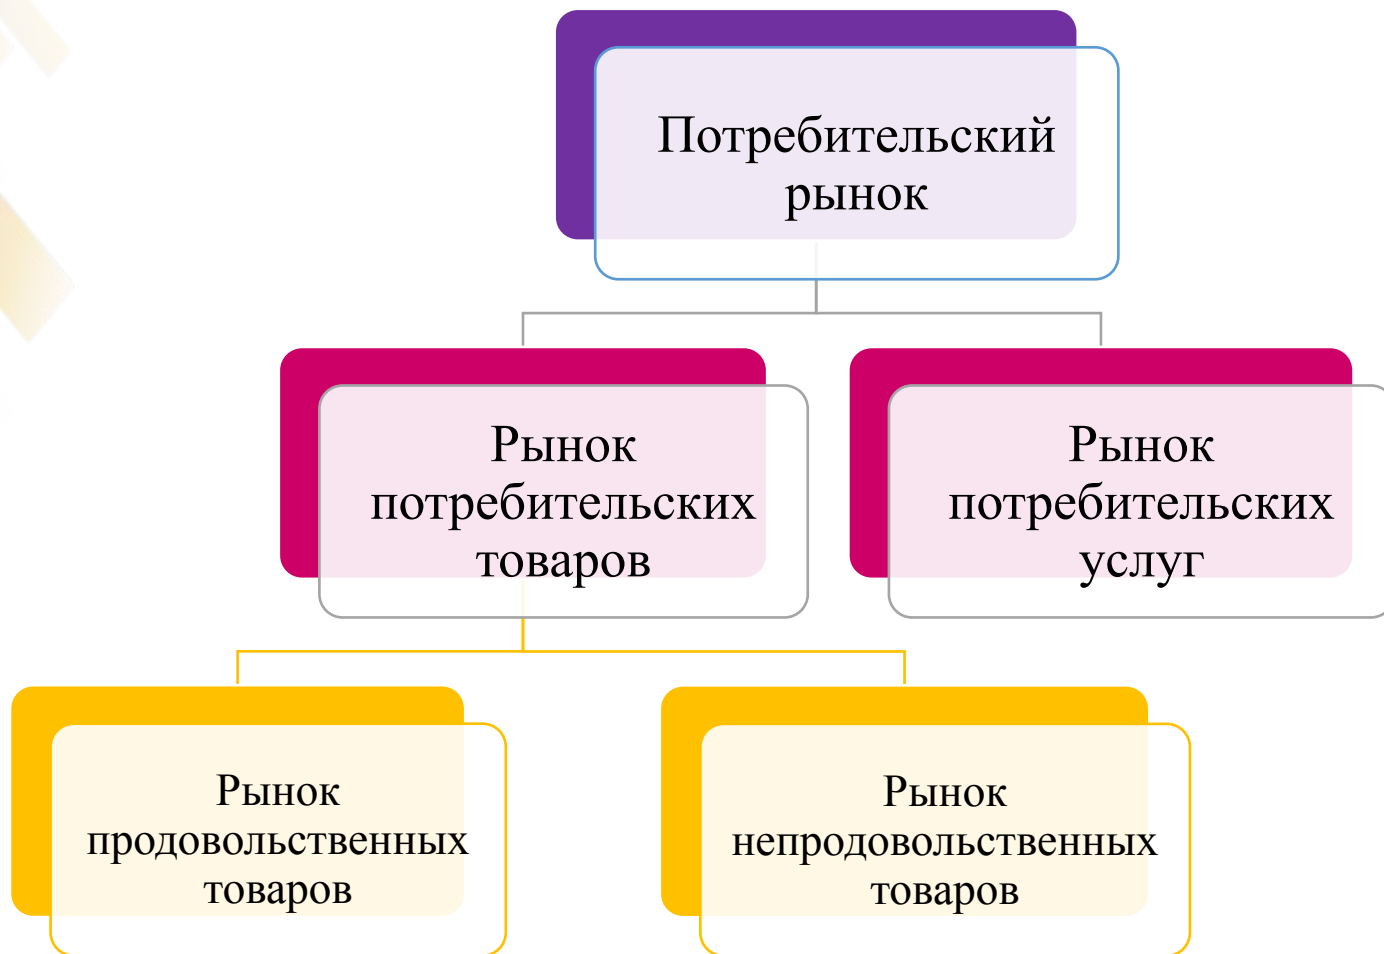 Потребительский
рынок
Рынок
потребительских
товаров
Рынок
потребительских
услуг
Рынок
продовольственных
товаров
Рынок
непродовольственных
товаров